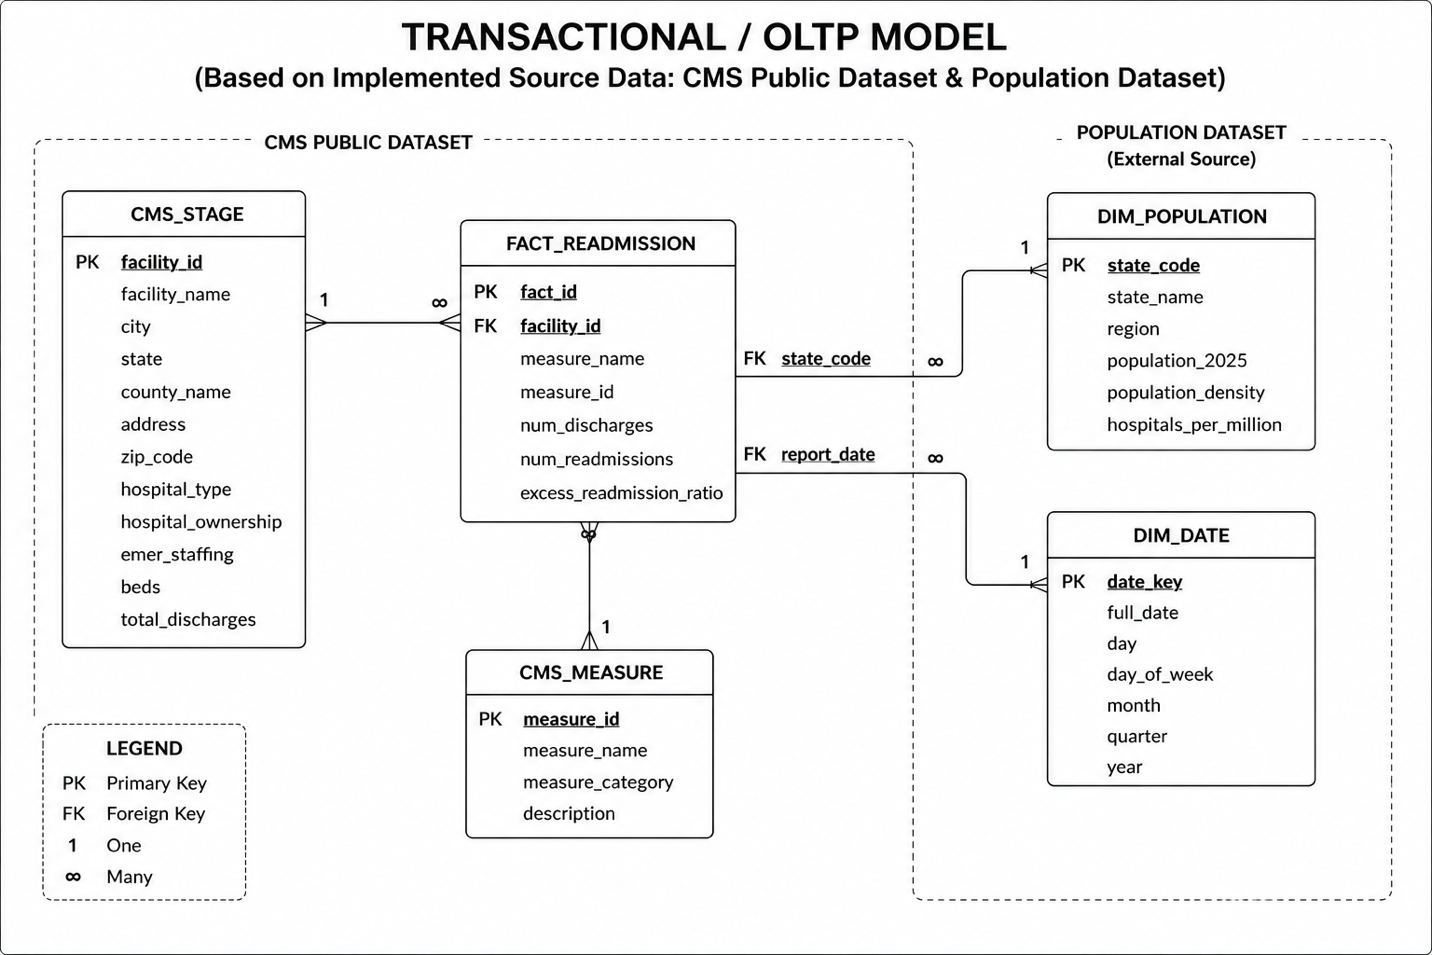 TRANSACTIONAL / OLTP MODEL
(Based on Implemented Source Data: CMS Public Dataset & Population Dataset)
CMS PUBLIC DATASET
CMS_STAGE
PK facility_id
facility_name
city
state
county_name
address
zip_code
hospital_type
hospital_ownership
emer_staffing
beds
total_discharges
1 ∞
FACT_READMISSION
PK fact_id
FK facility_id
measure_name
measure_id
num_discharges
num_readmissions
excess_readmission_ratio
FK state_code ∞
1
FK report_date ∞
1
∞
1
CMS_MEASURE
PK measure_id
measure_name
measure_category
description
POPULATION DATASET
(External Source)
DIM_POPULATION
PK state_code
state_name
region
population_2025
population_density
hospitals_per_million
DIM_DATE
PK date_key
full_date
day
day_of_week
month
quarter
year
LEGEND
PK Primary Key
FK Foreign Key
1 One
∞ Many